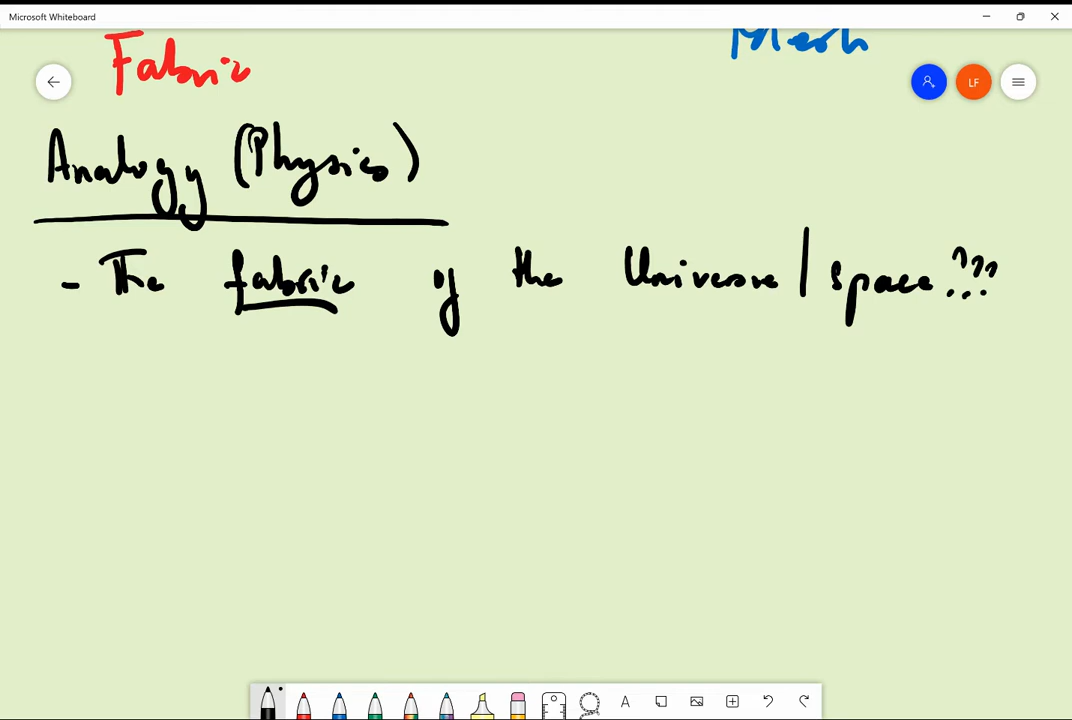 Microsoft Whiteboard
Fabric Mesh
LF
Analogy (Physics)
- The fabric of the Universe/space???
A